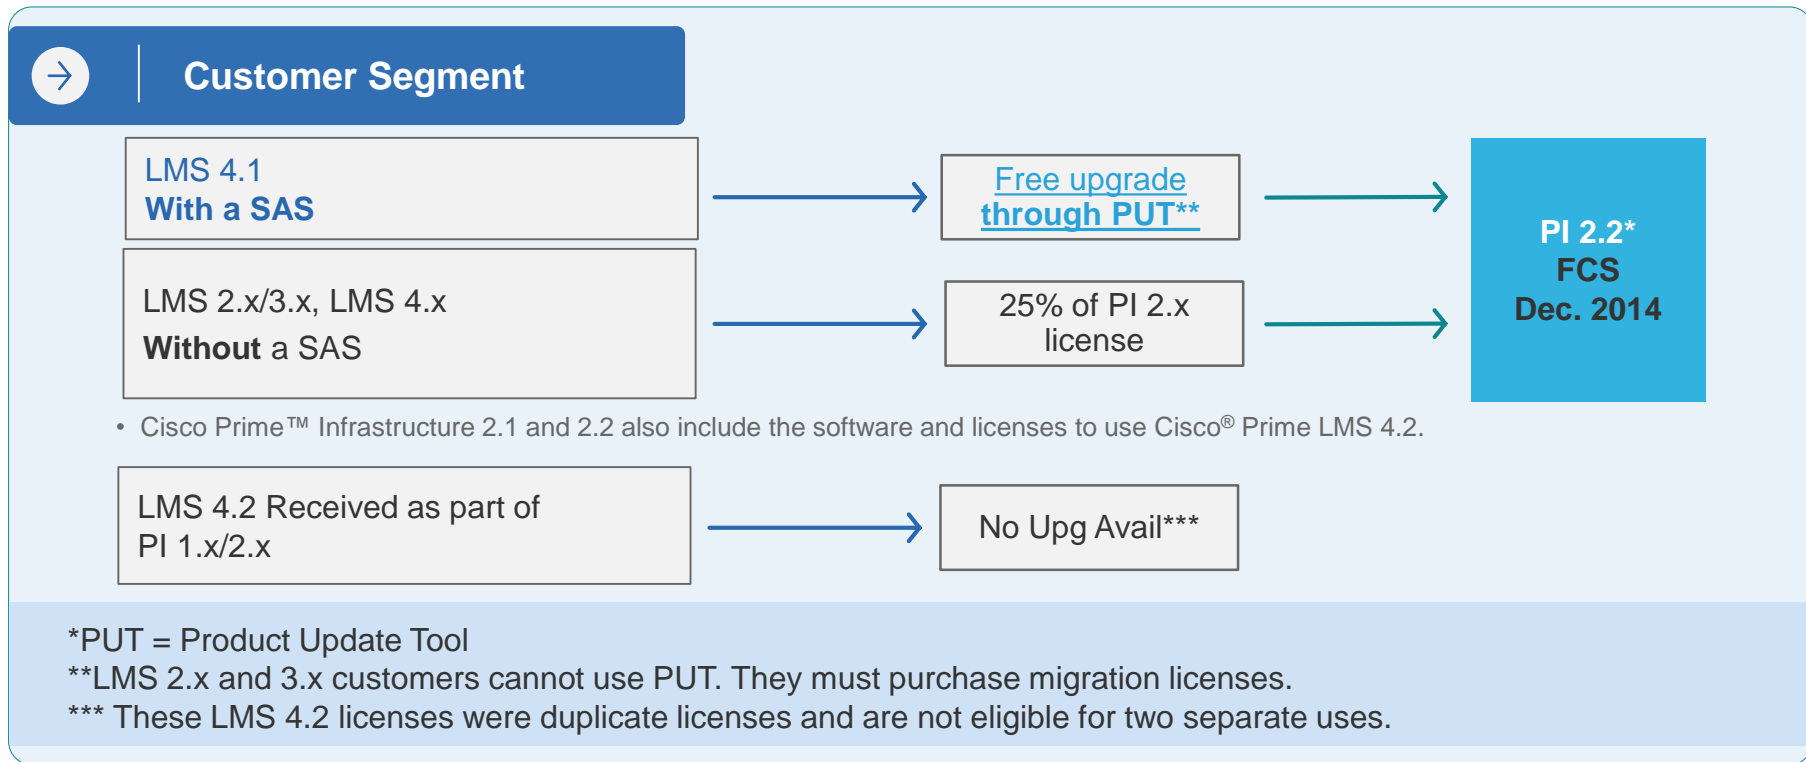 Customer Segment
LMS 4.1
With a SAS
Free upgrade
through PUT**
PI 2.2*
FCS
Dec. 2014
LMS 2.x/3.x, LMS 4.x
Without a SAS
25% of PI 2.x
license
• Cisco Prime™ Infrastructure 2.1 and 2.2 also include the software and licenses to use Cisco® Prime LMS 4.2.
LMS 4.2 Received as part of
PI 1.x/2.x
No Upg Avail***
*PUT = Product Update Tool
**LMS 2.x and 3.x customers cannot use PUT. They must purchase migration licenses.
*** These LMS 4.2 licenses were duplicate licenses and are not eligible for two separate uses.